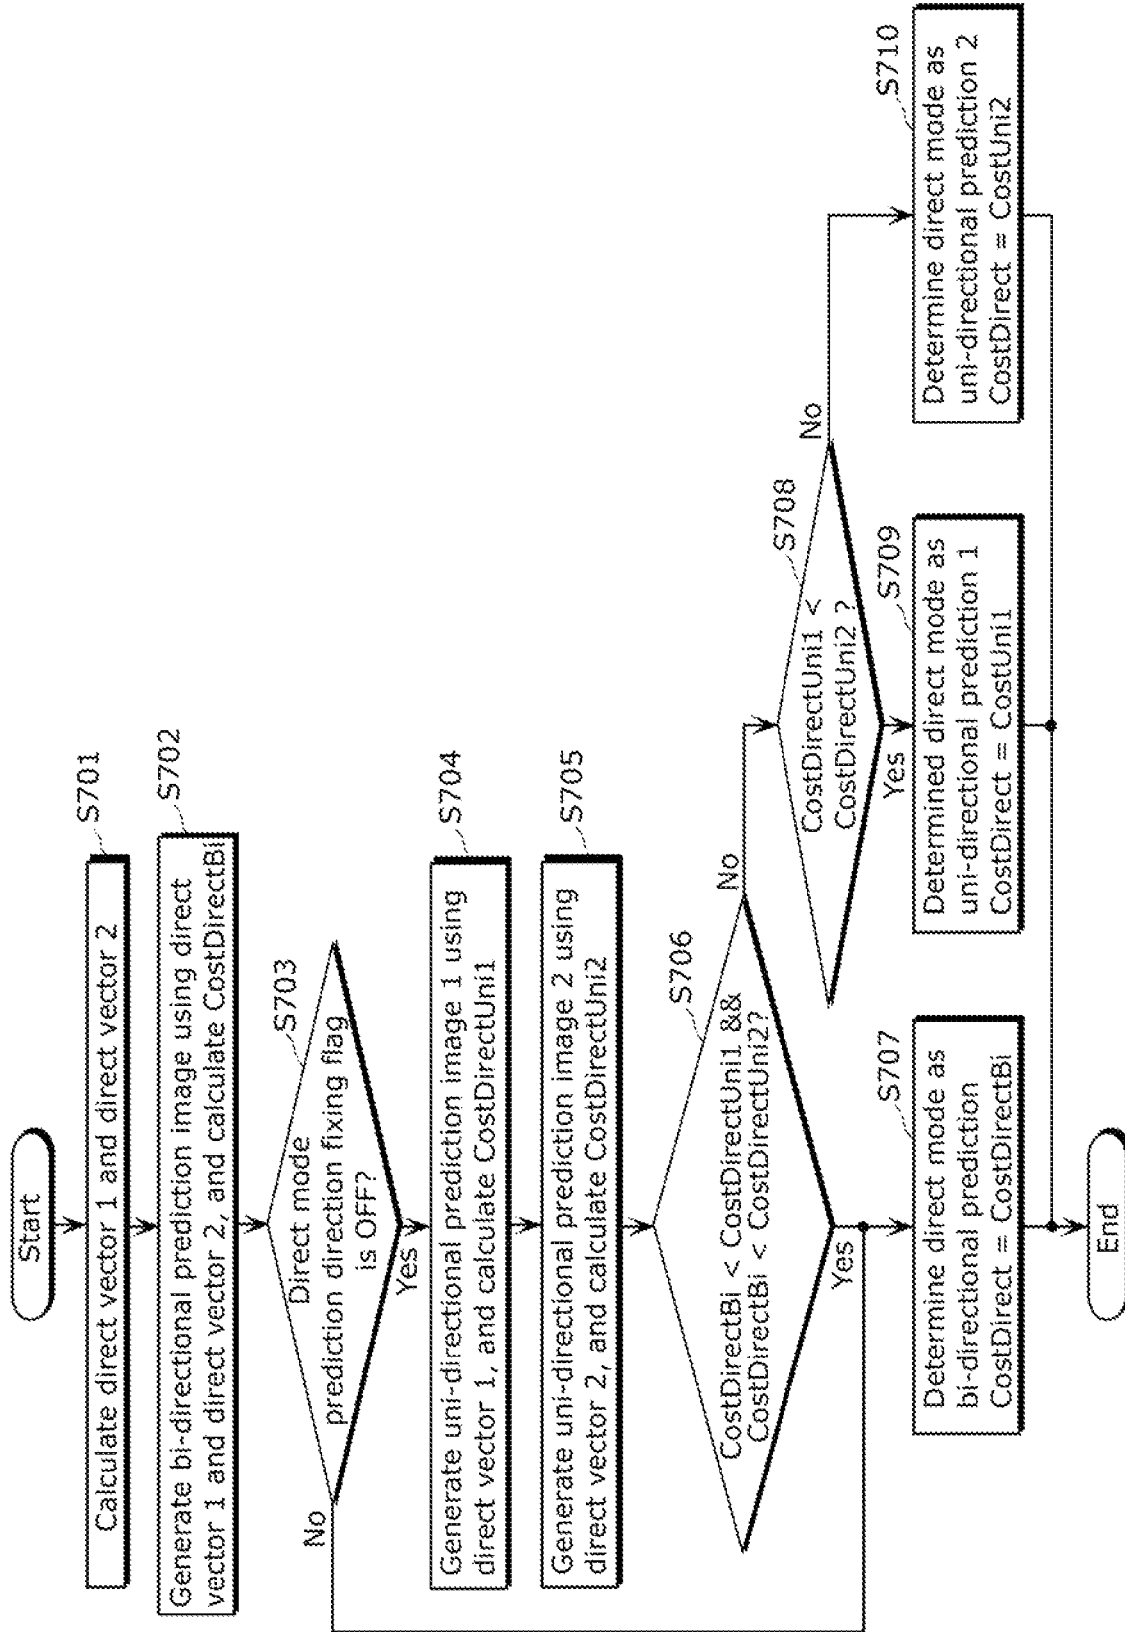 Start
S701
Calculate direct vector 1 and direct vector 2
S702
Generate bi-directional prediction image using direct
vector 1 and direct vector 2, and calculate CostDirectBi
S703
Direct mode
prediction direction fixing flag
is OFF?
No
Yes
S704
Generate uni-directional prediction image 1 using
direct vector 1, and calculate CostDirectUni1
S705
Generate uni-directional prediction image 2 using
direct vector 2, and calculate CostDirectUni2
S706
CostDirectBi < CostDirectUni1 &&
CostDirectBi < CostDirectUni2?
No
Yes
S708
CostDirectUni1 <
CostDirectUni2 ?
No
Yes
S707
Determine direct mode as
bi-directional prediction
CostDirect = CostDirectBi
S709
Determined direct mode as
uni-directional prediction 1
CostDirect = CostUni1
S710
Determine direct mode as
uni-directional prediction 2
CostDirect = CostUni2
End